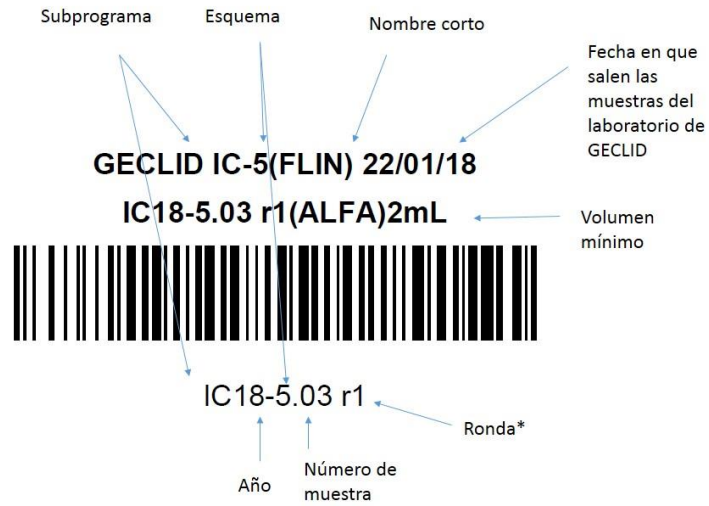 Subprograma
Esquema
Nombre corto
Fecha en que
salen las
muestras del
laboratorio de
GECLID
GECLID IC-5(FLIN) 22/01/18
IC18-5.03 r1(ALFA)2mL
Volumen
mínimo
IC18-5.03 r1
Ronda*
Año
Número de
muestra